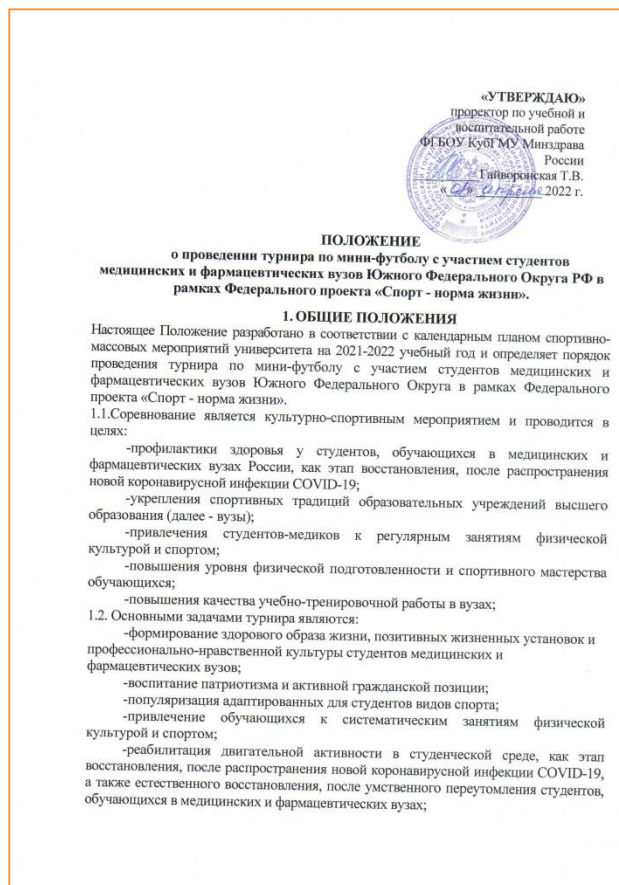 «УТВЕРЖДАЮ»
проректор по учебной и
воспитательной работе
ФГБОУ КубГМУ Минздрава
России
Гайворонская Т.В.
« » апреля 2022 г.
ПОЛОЖЕНИЕ
о проведении турнира по мини-футболу с участием студентов
медицинских и фармацевтических вузов Южного Федерального Округа РФ в
рамках Федерального проекта «Спорт - норма жизни».
1. ОБЩИЕ ПОЛОЖЕНИЯ
Настоящее Положение разработано в соответствии с календарным планом спортивно-
массовых мероприятий университета на 2021-2022 учебный год и определяет порядок
проведения турнира по мини-футболу с участием студентов медицинских и
фармацевтических вузов Южного Федерального Округа в рамках Федерального
проекта «Спорт - норма жизни».
1.1.Соревнование является культурно-спортивным мероприятием и проводится в
целях:
-профилактики здоровья у студентов, обучающихся в медицинских и
фармацевтических вузах России, как этап восстановления, после распространения
новой коронавирусной инфекции COVID-19;
-укрепления спортивных традиций образовательных учреждений высшего
образования (далее - вузы);
-привлечения студентов-медиков к регулярным занятиям физической
культурой и спортом;
-повышения уровня физической подготовленности и спортивного мастерства
обучающихся;
-повышения качества учебно-тренировочной работы в вузах;
1.2. Основными задачами турнира являются:
-формирование здорового образа жизни, позитивных жизненных установок и
профессионально-нравственной культуры студентов медицинских и
фармацевтических вузов;
-воспитание патриотизма и активной гражданской позиции;
-популяризация адаптированных для студентов видов спорта;
-привлечение обучающихся к систематическим занятиям физической
культурой и спортом;
-реабилитация двигательной активности в студенческой среде, как этап
восстановления, после распространения новой коронавирусной инфекции COVID-19,
а также естественного восстановления, после умственного переутомления студентов,
обучающихся в медицинских и фармацевтических вузах;